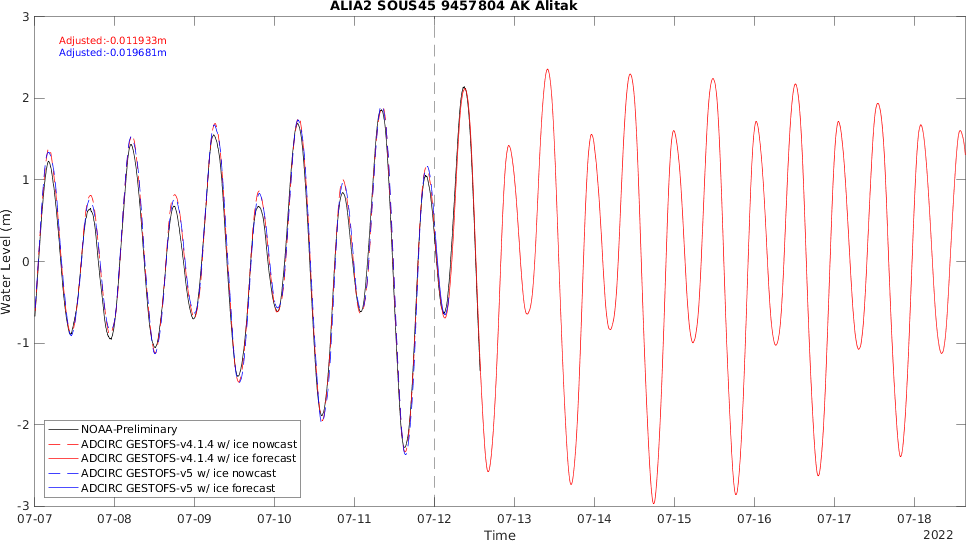 ALIA2 SOUS45 9457804 AK Alitak
Adjusted:-0.011933m
Adjusted:-0.019681m
3
2
1
0
-1
-2
-3
Water Level (m)
NOAA-Preliminary
ADCIRC GESTOFS-v4.1.4 w/ ice nowcast
ADCIRC GESTOFS-v4.1.4 w/ ice forecast
ADCIRC GESTOFS-v5 w/ ice nowcast
ADCIRC GESTOFS-v5 w/ ice forecast
07-07 07-08 07-09 07-10 07-11 07-12 07-13 07-14 07-15 07-16 07-17 07-18
Time
2022